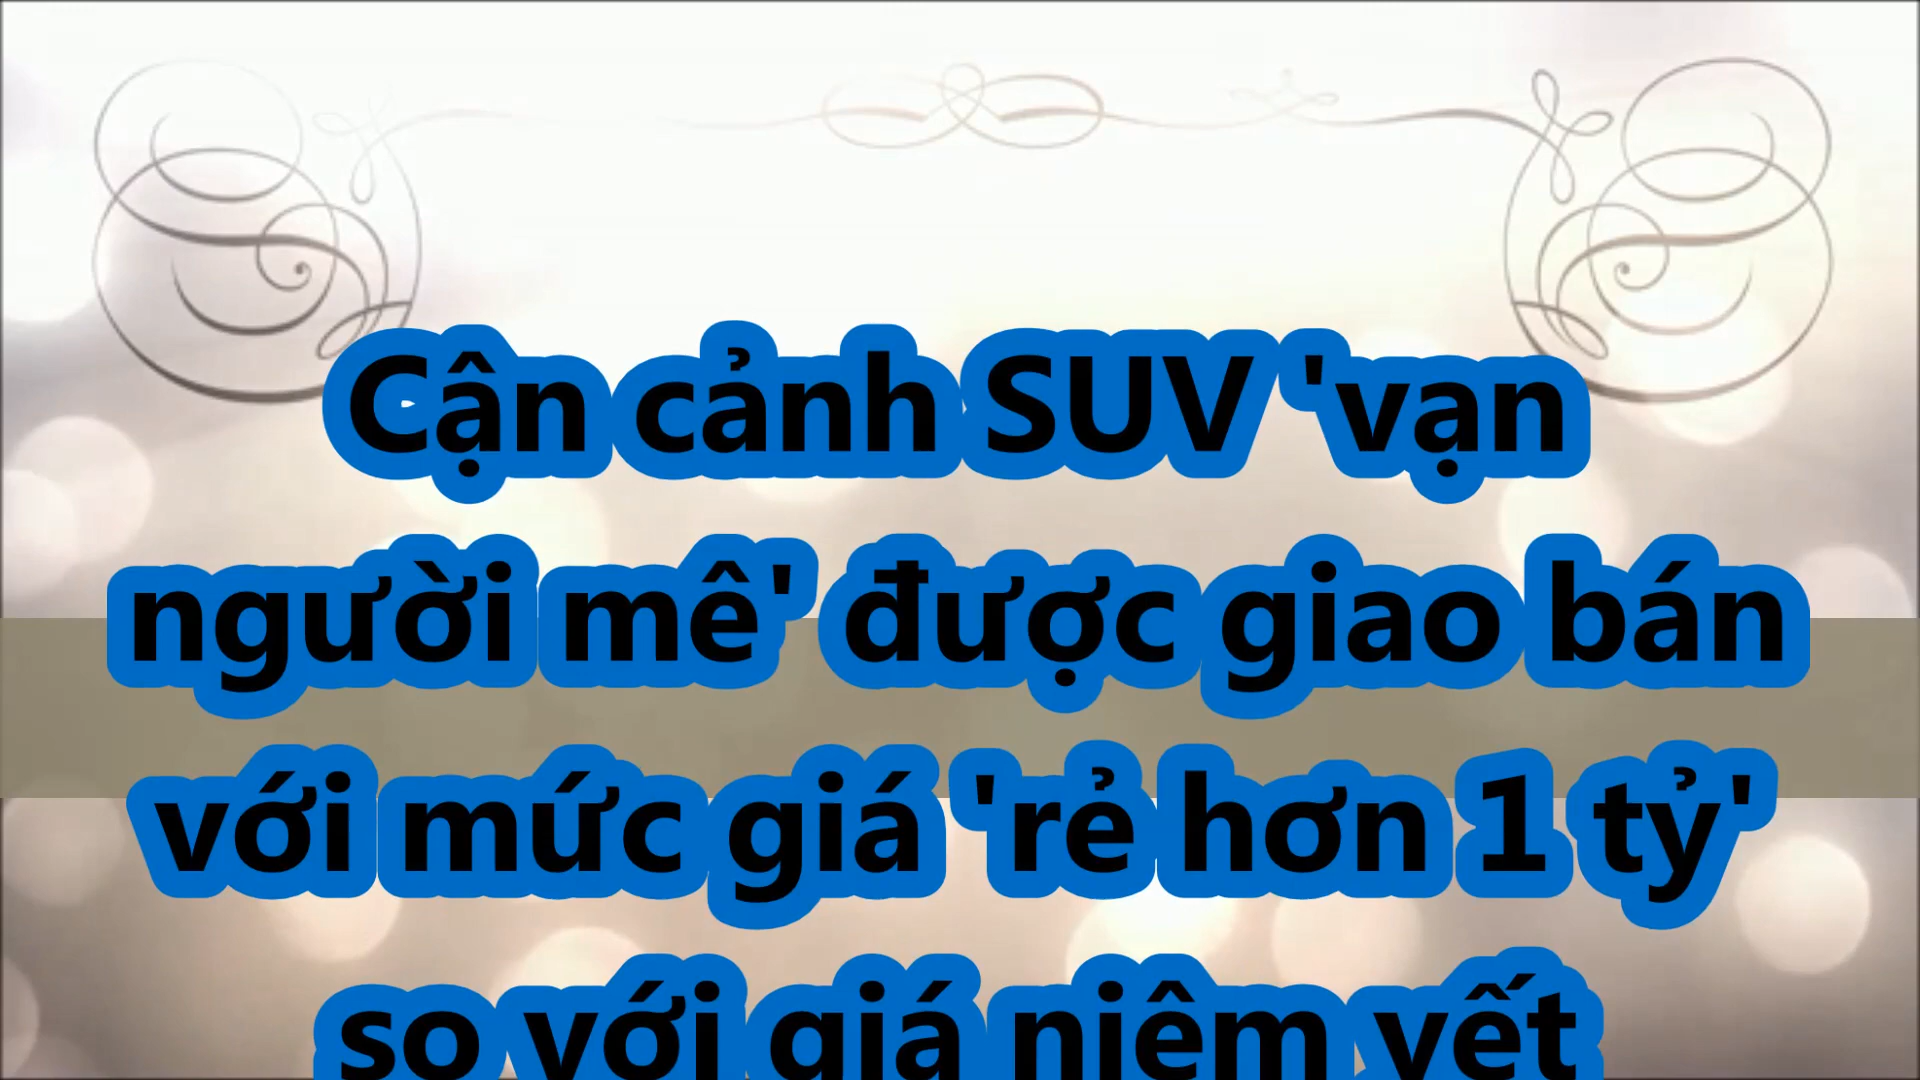 Cận cảnh SUV 'vạn
người mê' được giao bán
với mức giá 'rẻ hơn 1 tỷ'
so với giá niêm yết